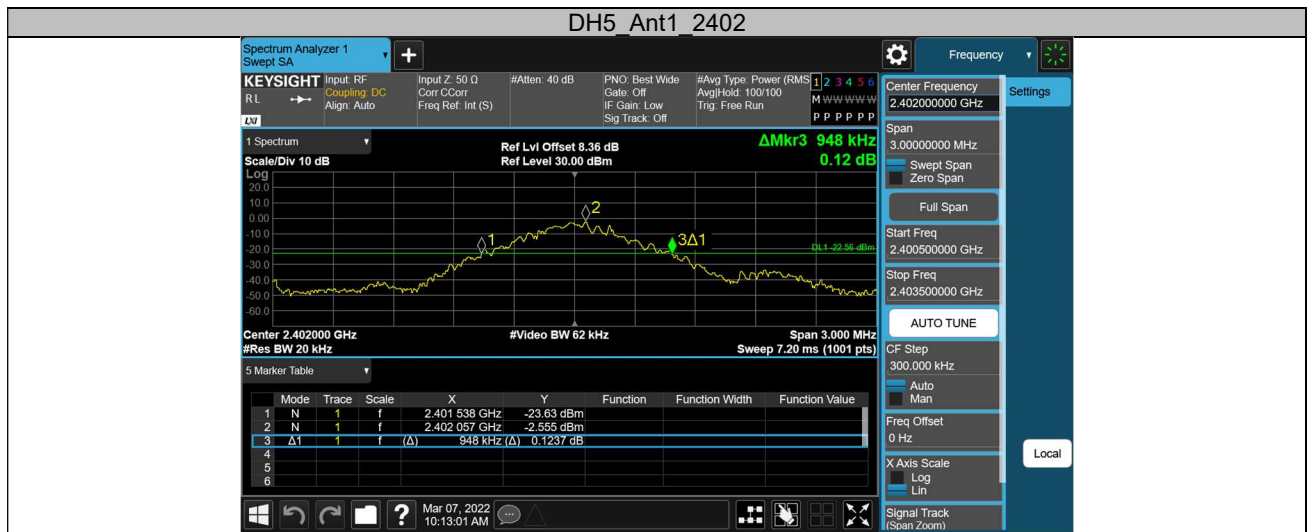 DH5_Ant1_2402
Spectrum Analyzer 1
Swept SA
Frequency
KEYSIGHT
RL
LXI
Input: RF
Coupling: DC
Align: Auto
Input Z: 50 Ω
Corr CCorr
Freq Ref: Int (S)
#Atten: 40 dB
PNO: Best Wide
Gate: Off
IF Gain: Low
Sig Track: Off
#Avg Type: Power (RMS
Avg|Hold: 100/100
Trig: Free Run
1 2 3 4 5 6
M W W W W W
P P P P P P
1 Spectrum
Scale/Div 10 dB
Ref Lvl Offset 8.36 dB
Ref Level 30.00 dBm
ΔMkr3 948 kHz
0.12 dB
Log
20.0
10.0
0.00
-10.0
-20.0
-30.0
-40.0
-50.0
-60.0
1
2
3Δ1
DL1 -22.56 dBm
Center 2.402000 GHz
#Video BW 62 kHz
Span 3.000 MHz
#Res BW 20 kHz
Sweep 7.20 ms (1001 pts)
5 Marker Table
Mode Trace Scale X Y Function Function Width Function Value
1 N 1 f 2.401 538 GHz -23.63 dBm
2 N 1 f 2.402 057 GHz -2.555 dBm
3 Δ1 1 f (Δ) 948 kHz (Δ) 0.1237 dB
4
5
6
Mar 07, 2022
10:13:01 AM
Center Frequency
2.402000000 GHz
Settings
Span
3.00000000 MHz
Swept Span
Zero Span
Full Span
Start Freq
2.400500000 GHz
Stop Freq
2.403500000 GHz
AUTO TUNE
CF Step
300.000 kHz
Auto
Man
Freq Offset
0 Hz
X Axis Scale
Log
Lin
Signal Track
(Span Zoom)
Local